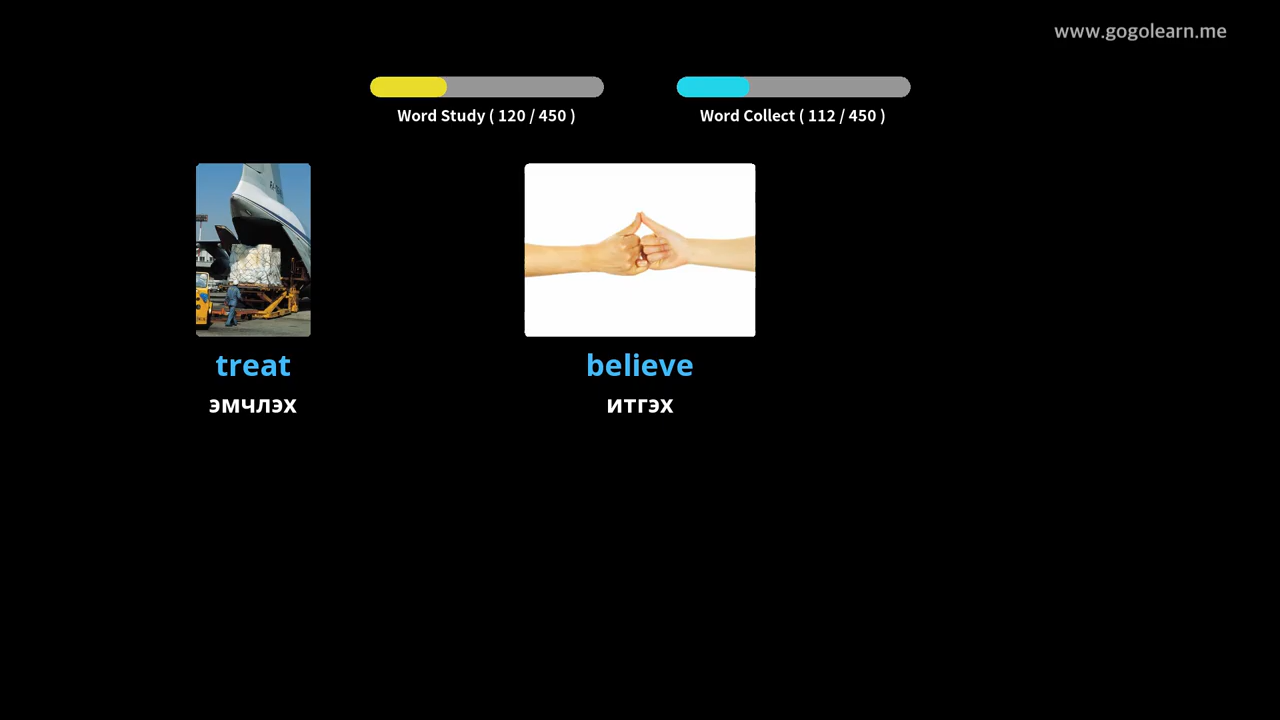 www.gogolearn.me
Word Study ( 120 / 450 )
Word Collect ( 112 / 450 )
treat
believe
эмчлэх
итгэх